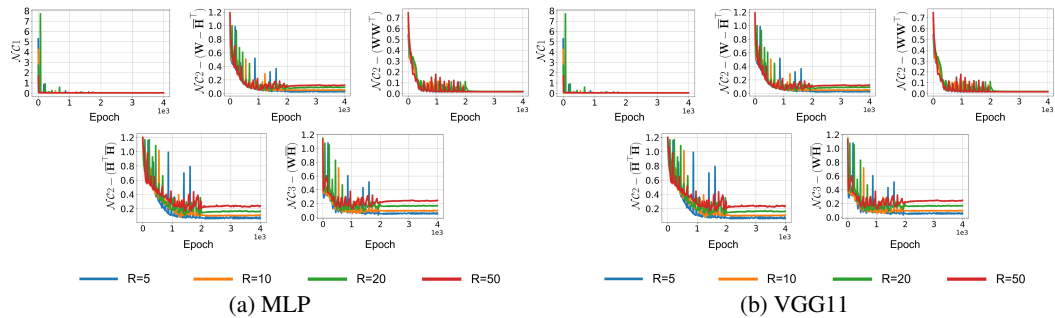 8
7
6
5
4
3
2
1
0
NC1
0 1 2 3 4
1e3
Epoch
1.2
1.0
0.8
0.6
0.4
0.2
0.0
NC2 − (W − H̅⊤)
0 1 2 3 4
1e3
Epoch
0.7
0.6
0.5
0.4
0.3
0.2
0.1
0.0
NC2 − (WW⊤)
0 1 2 3 4
1e3
Epoch
8
7
6
5
4
3
2
1
0
NC1
0 1 2 3 4
1e3
Epoch
1.2
1.0
0.8
0.6
0.4
0.2
0.0
NC2 − (W − H̅⊤)
0 1 2 3 4
1e3
Epoch
0.7
0.6
0.5
0.4
0.3
0.2
0.1
0.0
NC2 − (WW⊤)
0 1 2 3 4
1e3
Epoch
1.2
1.0
0.8
0.6
0.4
0.2
NC2 − (H̅⊤H̅)
0 1 2 3 4
1e3
Epoch
1.2
1.0
0.8
0.6
0.4
0.2
0.0
NC3 − (WH̅)
0 1 2 3 4
1e3
Epoch
1.2
1.0
0.8
0.6
0.4
0.2
NC2 − (H̅⊤H̅)
0 1 2 3 4
1e3
Epoch
1.2
1.0
0.8
0.6
0.4
0.2
0.0
NC3 − (WH̅)
0 1 2 3 4
1e3
Epoch
R=5 R=10 R=20 R=50
R=5 R=10 R=20 R=50
(a) MLP
(b) VGG11